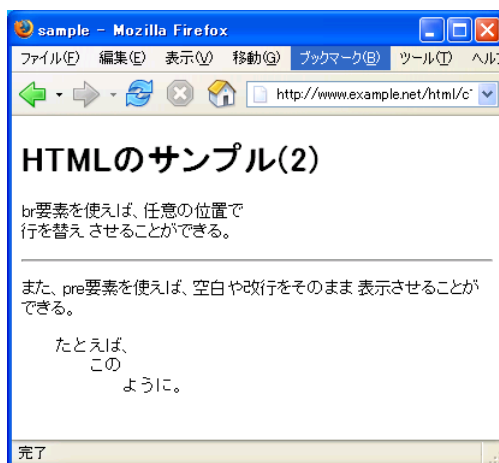 sample - Mozilla Firefox
ファイル(F) 編集(E) 表示(V) 移動(G) ブックマーク(B) ツール(T) ヘル
http://www.example.net/html/c
HTMLのサンプル(2)
br要素を使えば、任意の位置で
行を替え させることができる。
また、pre要素を使えば、空白や改行をそのまま 表示させることが
できる。
たとえば、
この
ように。
完了